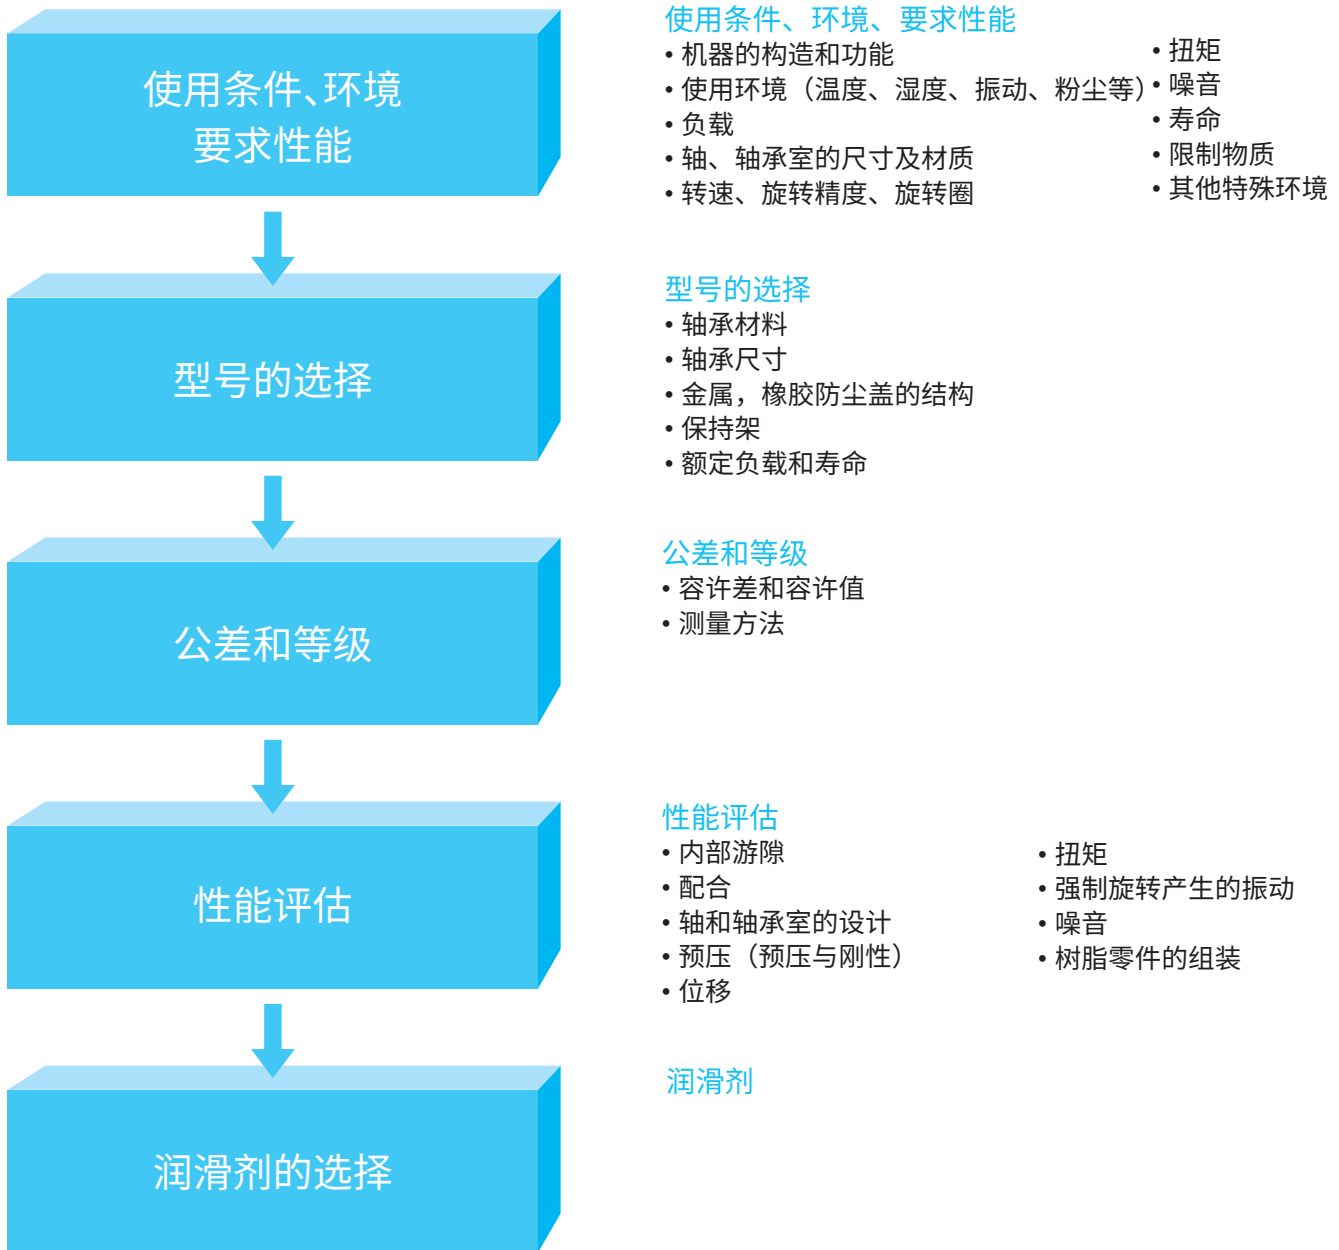 使用条件、环境
要求性能
使用条件、环境、要求性能
• 机器的构造和功能
• 使用环境（温度、湿度、振动、粉尘等）
• 负载
• 轴、轴承室的尺寸及材质
• 转速、旋转精度、旋转圈
• 扭矩
• 噪音
• 寿命
• 限制物质
• 其他特殊环境
型号的选择
型号的选择
• 轴承材料
• 轴承尺寸
• 金属，橡胶防尘盖的结构
• 保持架
• 额定负载和寿命
公差和等级
公差和等级
• 容许差和容许值
• 测量方法
性能评估
性能评估
• 内部游隙
• 配合
• 轴和轴承室的设计
• 预压（预压与刚性）
• 位移
• 扭矩
• 强制旋转产生的振动
• 噪音
• 树脂零件的组装
润滑剂的选择
润滑剂